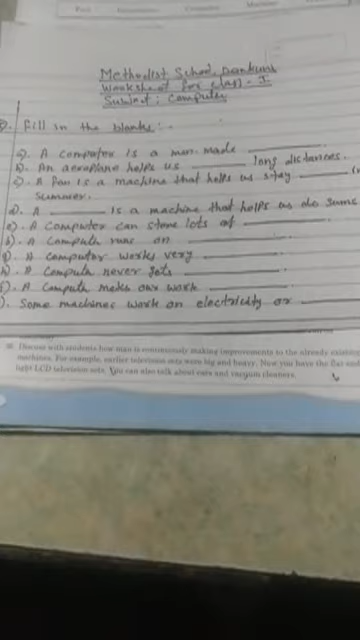 Methodist School Dankuni
Worksheet for class - I
Subject: Computer
Fill in the blanks:-
a). A computer is a man made
b). An aeroplane helps us long distances.
c). A Fan is a machine that helps us stay in
summer.
d). A is a machine that helps us do sums
e). A Computer can store lots of
f). A Computer runs on
g). A computer works very
h). A Compute never gets
i). A Compute makes our work
j). Some machines work on electricity or
Discuss with students how man is continuously making improvements to the already existing
machines. For example, earlier television sets were big and heavy. Now you have the flat and
light LCD television sets. You can also talk about cars and vacuum cleaners.